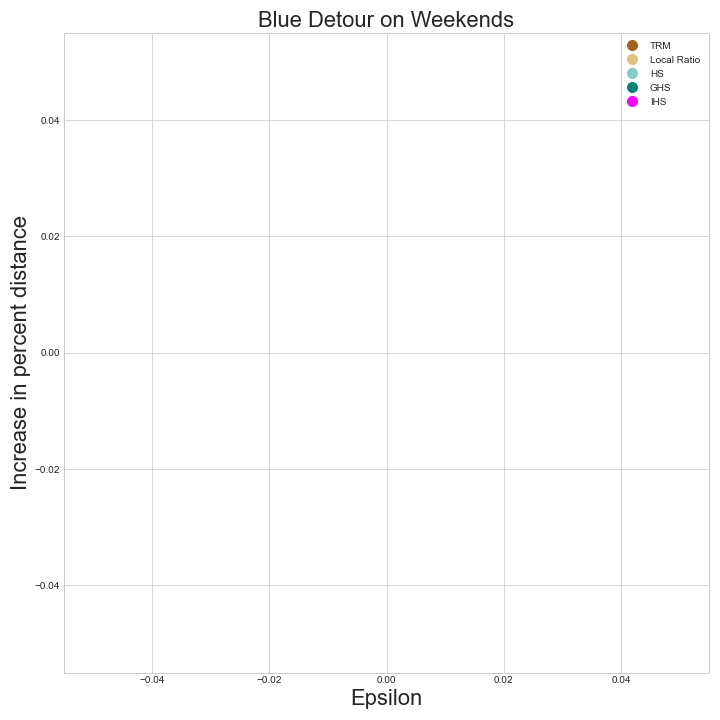 Blue Detour on Weekends
TRM
Local Ratio
HS
GHS
IHS
Increase in percent distance
0.04
0.02
0.00
−0.02
−0.04
−0.04
−0.02
0.00
0.02
0.04
Epsilon